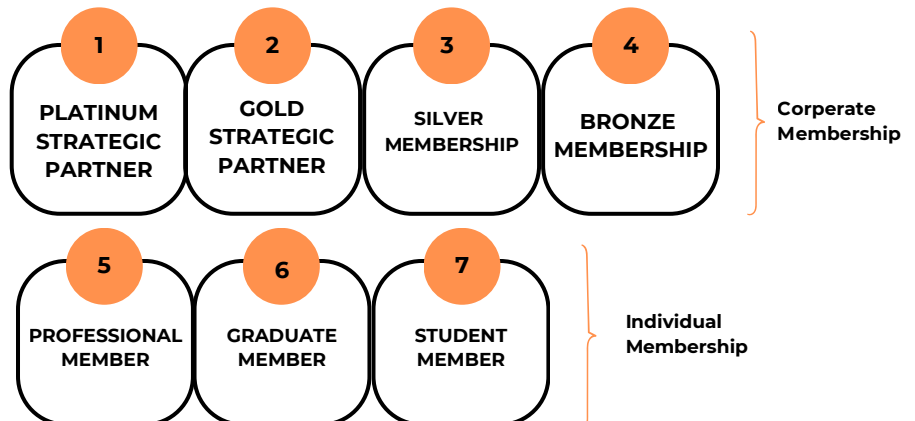 1
PLATINUM
STRATEGIC
PARTNER
2
GOLD
STRATEGIC
PARTNER
3
SILVER
MEMBERSHIP
4
BRONZE
MEMBERSHIP
Corperate
Membership
5
PROFESSIONAL
MEMBER
6
GRADUATE
MEMBER
7
STUDENT
MEMBER
Individual
Membership